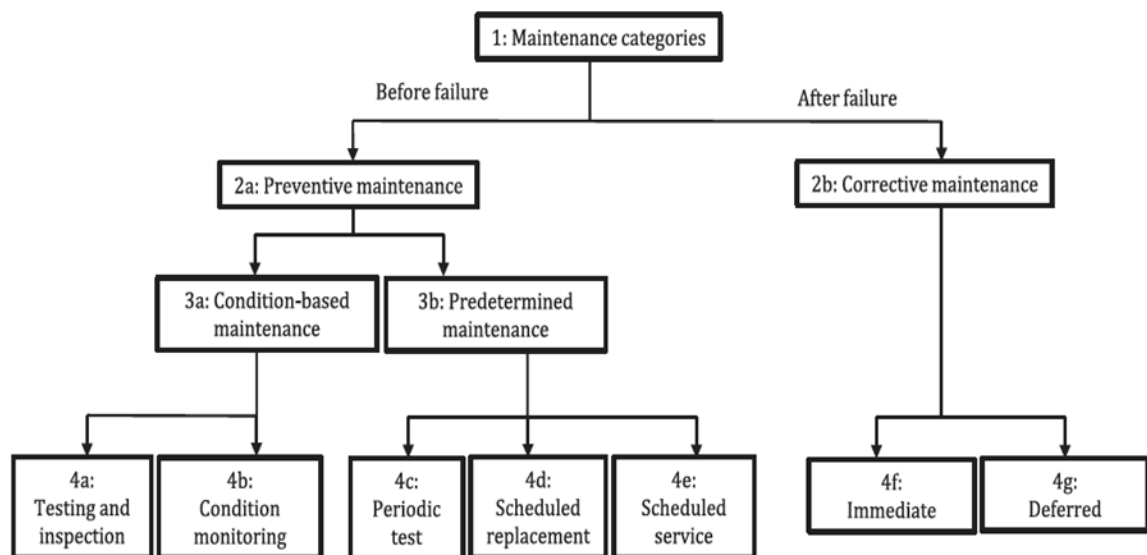 1: Maintenance categories
Before failure
After failure
2a: Preventive maintenance
2b: Corrective maintenance
3a: Condition-based
maintenance
3b: Predetermined
maintenance
4a:
Testing and
inspection
4b:
Condition
monitoring
4c:
Periodic
test
4d:
Scheduled
replacement
4e:
Scheduled
service
4f:
Immediate
4g:
Deferred